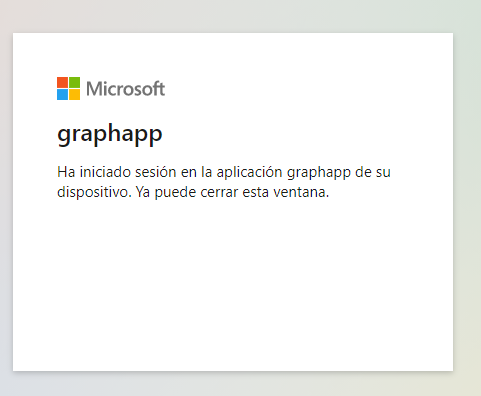 Microsoft
graphapp
Ha iniciado sesión en la aplicación graphapp de su
dispositivo. Ya puede cerrar esta ventana.